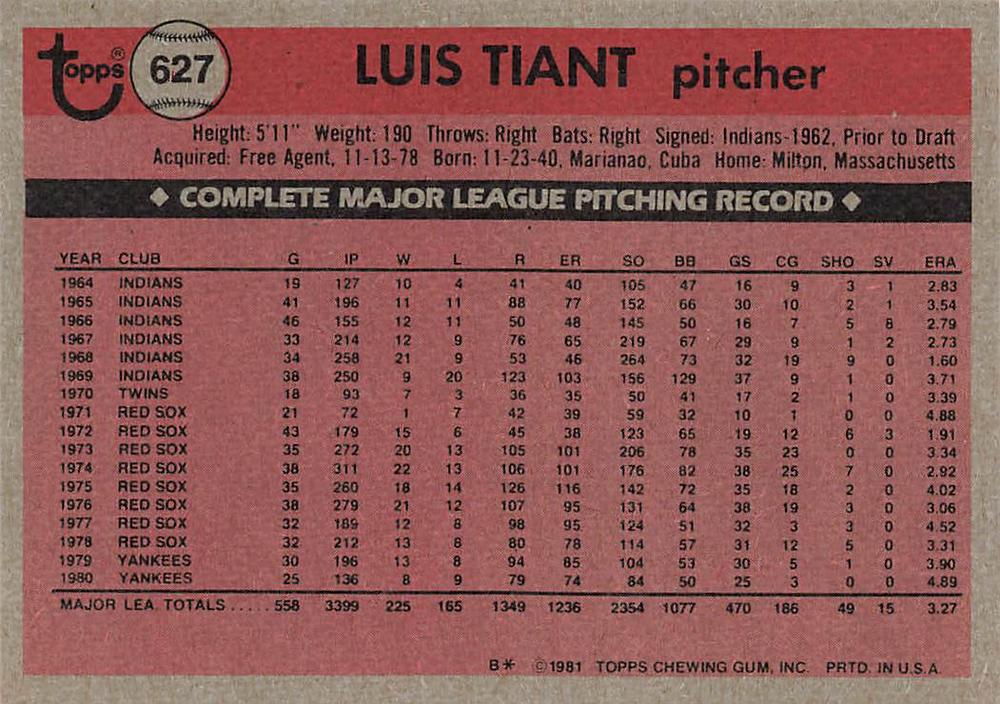 Topps® 627 LUIS TIANT pitcher
Height: 5'11" Weight: 190 Throws: Right Bats: Right Signed: Indians-1962, Prior to Draft
Acquired: Free Agent, 11-13-78 Born: 11-23-40, Marianao, Cuba Home: Milton, Massachusetts
◆ COMPLETE MAJOR LEAGUE PITCHING RECORD ◆
YEAR CLUB G IP W L R ER SO BB GS CG SHO SV ERA
1964 INDIANS 19 127 10 4 41 40 105 47 16 9 3 1 2.83
1965 INDIANS 41 196 11 11 88 77 152 66 30 10 2 1 3.54
1966 INDIANS 46 155 12 11 50 48 145 50 16 7 5 8 2.79
1967 INDIANS 33 214 12 9 76 65 219 67 29 9 1 2 2.73
1968 INDIANS 34 258 21 9 53 46 264 73 32 19 9 0 1.60
1969 INDIANS 38 250 9 20 123 103 156 129 37 9 1 0 3.71
1970 TWINS 18 93 7 3 36 35 50 41 17 2 1 0 3.39
1971 RED SOX 21 72 1 7 42 39 59 32 10 1 0 0 4.88
1972 RED SOX 43 179 15 6 45 38 123 65 19 12 6 3 1.91
1973 RED SOX 35 272 20 13 105 101 206 78 35 23 0 0 3.34
1974 RED SOX 38 311 22 13 106 101 176 82 38 25 7 0 2.92
1975 RED SOX 35 260 18 14 126 116 142 72 35 18 2 0 4.02
1976 RED SOX 38 279 21 12 107 95 131 64 38 19 3 0 3.06
1977 RED SOX 32 189 12 8 98 95 124 51 32 3 3 0 4.52
1978 RED SOX 32 212 13 8 80 78 114 57 31 12 5 0 3.31
1979 YANKEES 30 196 13 8 94 85 104 53 30 5 1 0 3.90
1980 YANKEES 25 136 8 9 79 74 84 50 25 3 0 0 4.89
MAJOR LEA. TOTALS ..... 558 3399 225 165 1349 1236 2354 1077 470 186 49 15 3.27
B* ©1981 TOPPS CHEWING GUM, INC. PRTD. IN U.S.A.